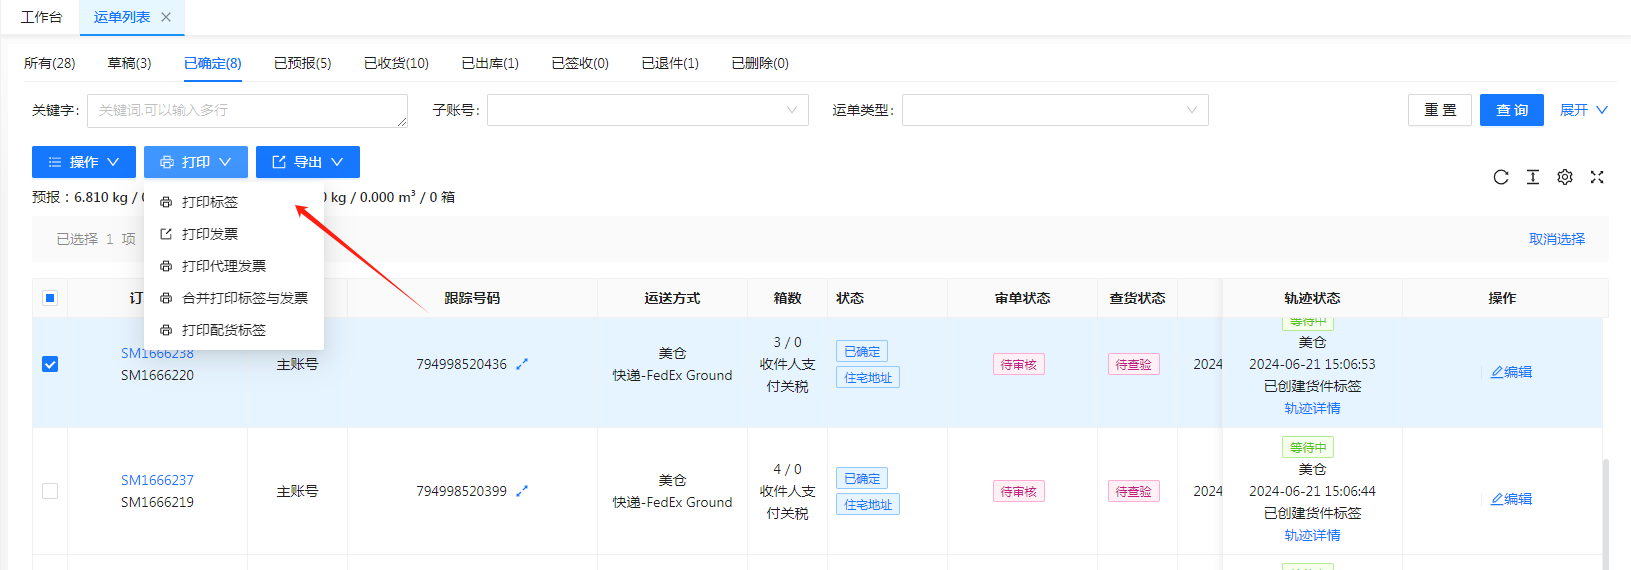 工作台 运单列表
所有(28) 草稿(3) 已确定(8) 已预报(5) 已收货(10) 已出库(1) 已签收(0) 已退件(1) 已删除(0)
关键字: 关键词,可以输入多行 子账号: 运单类型: 重 置 查 询 展开
操作 打印 导出
预报：6.810 kg / kg / 0.000 m³ / 0 箱
打印标签
打印发票
已选择 1 项 取消选择
打印代理发票
合并打印标签与发票
打印配货标签
跟踪号码 运送方式 箱数 状态 审单状态 查货状态 轨迹状态 操作
等待中
SM1666238
SM1666220
主账号
794998520436
美仓
快递-FedEx Ground
3 / 0
收件人支
付关税
已确定
住宅地址
待审核
待查验
2024
美仓
2024-06-21 15:06:53
已创建货件标签
轨迹详情
编辑
SM1666237
SM1666219
主账号
794998520399
美仓
快递-FedEx Ground
4 / 0
收件人支
付关税
已确定
住宅地址
待审核
待查验
2024
等待中
美仓
2024-06-21 15:06:44
已创建货件标签
轨迹详情
编辑